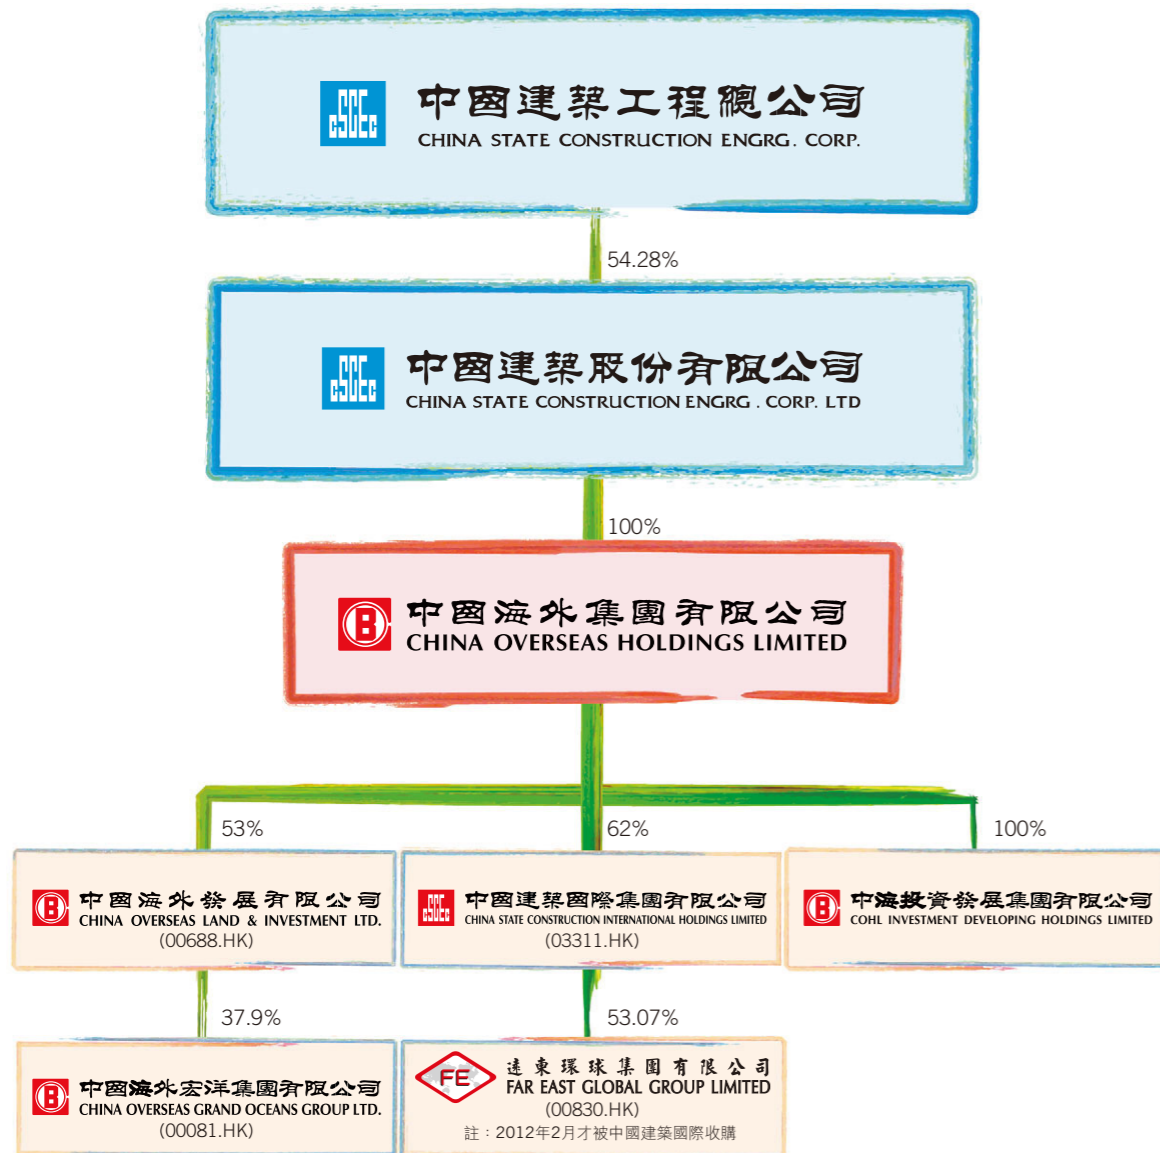 CSCEC
中國建築工程總公司
CHINA STATE CONSTRUCTION ENGRG. CORP.
54.28%
CSCEC
中國建築股份有限公司
CHINA STATE CONSTRUCTION ENGRG . CORP. LTD
100%
中國海外集團有限公司
CHINA OVERSEAS HOLDINGS LIMITED
53%
62%
100%
中國海外發展有限公司
CHINA OVERSEAS LAND & INVESTMENT LTD.
(00688.HK)
CSCEC
中國建築國際集團有限公司
CHINA STATE CONSTRUCTION INTERNATIONAL HOLDINGS LIMITED
(03311.HK)
中海投資發展集團有限公司
COHL INVESTMENT DEVELOPING HOLDINGS LIMITED
37.9%
53.07%
中國海外宏洋集團有限公司
CHINA OVERSEAS GRAND OCEANS GROUP LTD.
(00081.HK)
FE
遠東環球集團有限公司
FAR EAST GLOBAL GROUP LIMITED
(00830.HK)
註：2012年2月才被中國建築國際收購